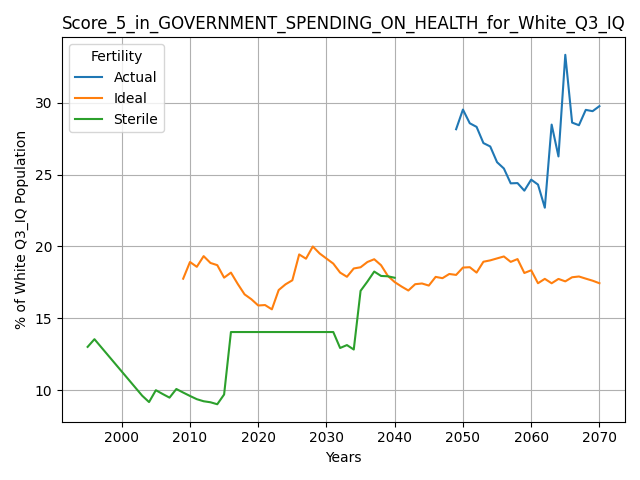 Score_5_in_GOVERNMENT_SPENDING_ON_HEALTH_for_White_Q3_IQ
Fertility
Actual
Ideal
Sterile
% of White Q3_IQ Population
30
25
20
15
10
2000 2010 2020 2030 2040 2050 2060 2070
Years